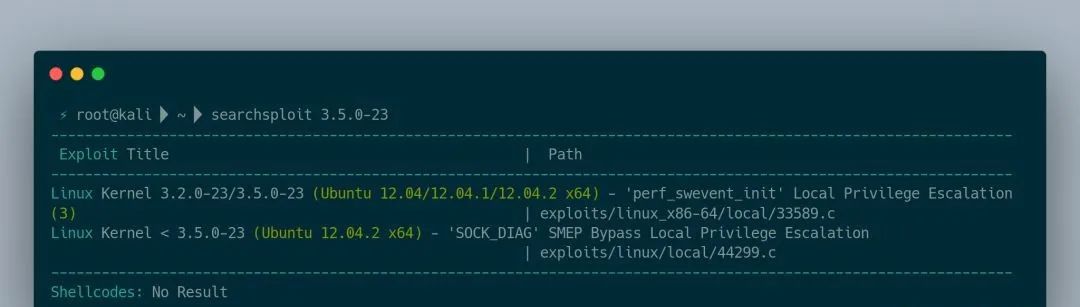 ⚡ root@kali ~ searchsploit 3.5.0-23
Exploit Title | Path
Linux Kernel 3.2.0-23/3.5.0-23 (Ubuntu 12.04/12.04.1/12.04.2 x64) - 'perf_swevent_init' Local Privilege Escalation
(3) | exploits/linux_x86-64/local/33589.c
Linux Kernel < 3.5.0-23 (Ubuntu 12.04.2 x64) - 'SOCK_DIAG' SMEP Bypass Local Privilege Escalation
| exploits/linux/local/44299.c
Shellcodes: No Result